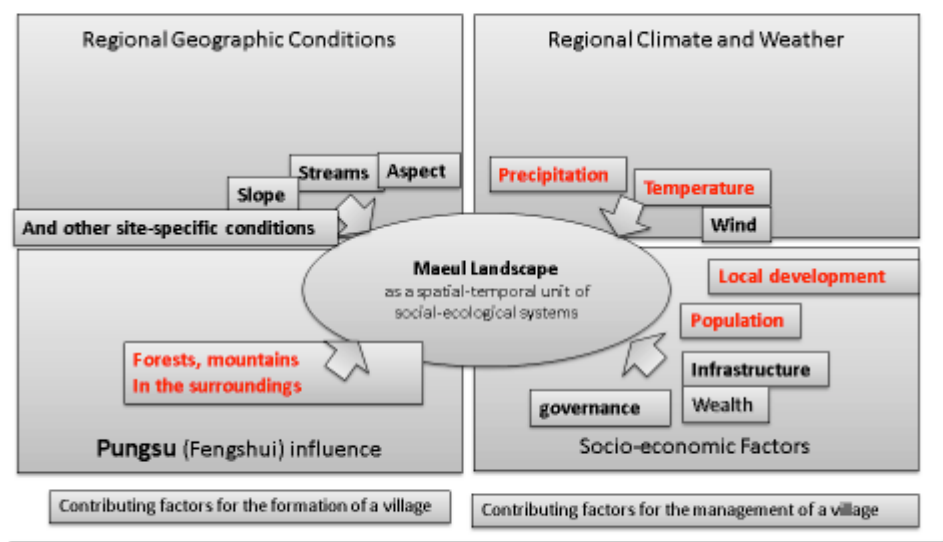 Regional Geographic Conditions
Regional Climate and Weather
Streams
Aspect
Slope
And other site-specific conditions
Precipitation
Temperature
Wind
Maeul Landscape
as a spatial-temporal unit of
social-ecological systems
Local development
Population
Infrastructure
Wealth
governance
Forests, mountains
In the surroundings
Pungsu (Fengshui) influence
Socio-economic Factors
Contributing factors for the formation of a village
Contributing factors for the management of a village